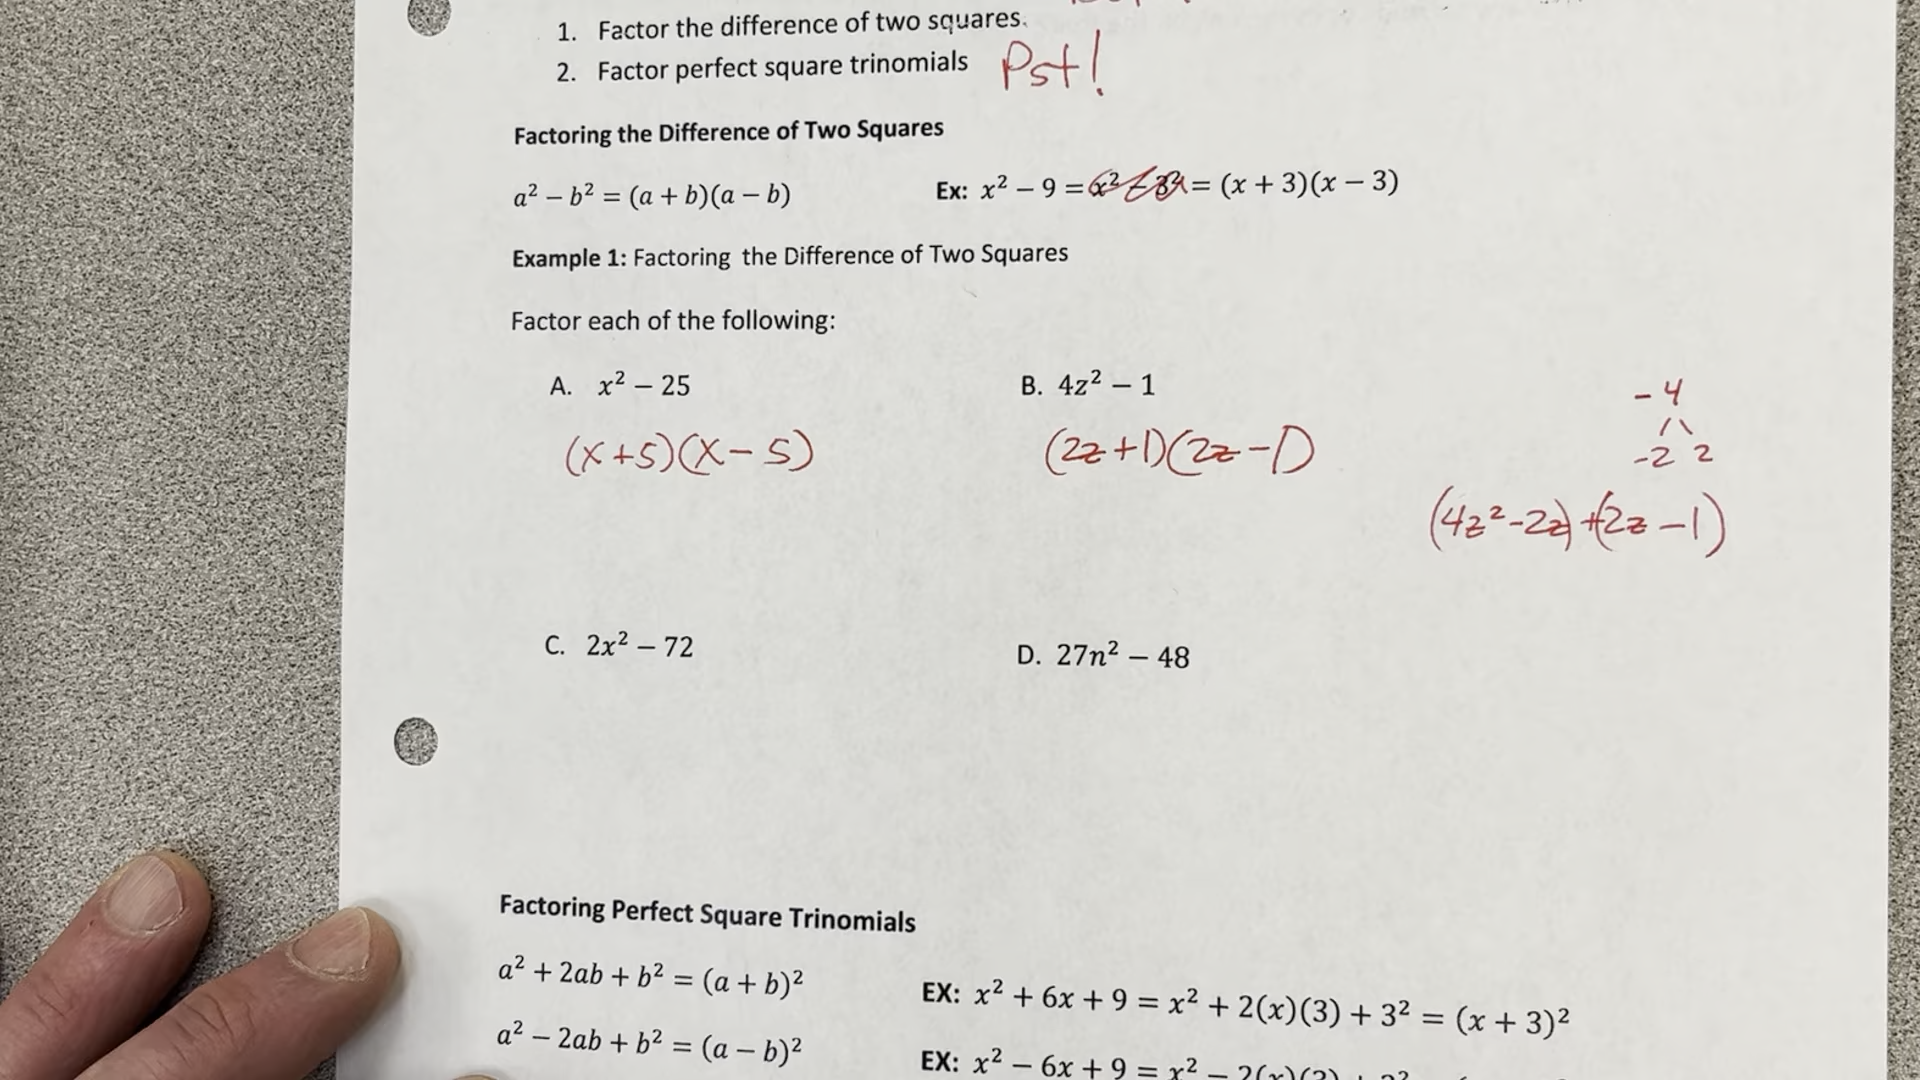 1. Factor the difference of two squares.
2. Factor perfect square trinomials Pst!
Factoring the Difference of Two Squares
a² − b² = (a + b)(a − b) Ex: x² − 9 = x² − 3² = (x + 3)(x − 3)
Example 1: Factoring the Difference of Two Squares
Factor each of the following:
A. x² − 25 B. 4z² − 1
(x+5)(x−5) (2z+1)(2z−1)
−4
-2 2
(4z²-2z)+(2z−1)
C. 2x² − 72 D. 27n² − 48
Factoring Perfect Square Trinomials
a² + 2ab + b² = (a + b)² EX: x² + 6x + 9 = x² + 2(x)(3) + 3² = (x + 3)²
a² − 2ab + b² = (a − b)² EX: x² − 6x + 9 = x² − 2(x)(3)